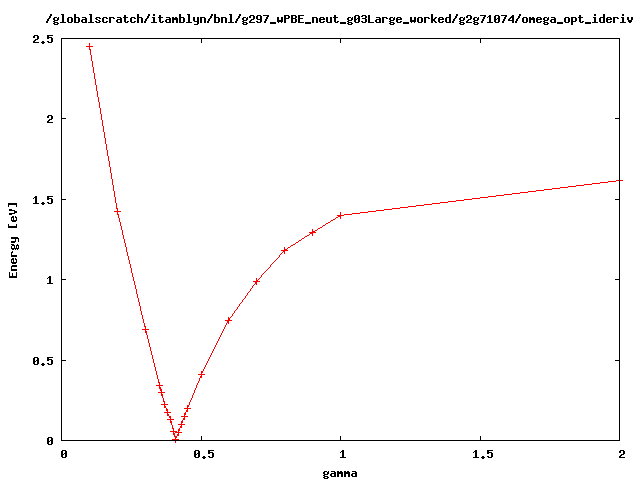 /globalscratch/itamblyn/bnl/g297_wPBE_neut_g03Large_worked/g2g71074/omega_opt_ideriv
2.5
2
1.5
1
0.5
0
Energy [eV]
0 0.5 1 1.5 2
gamma